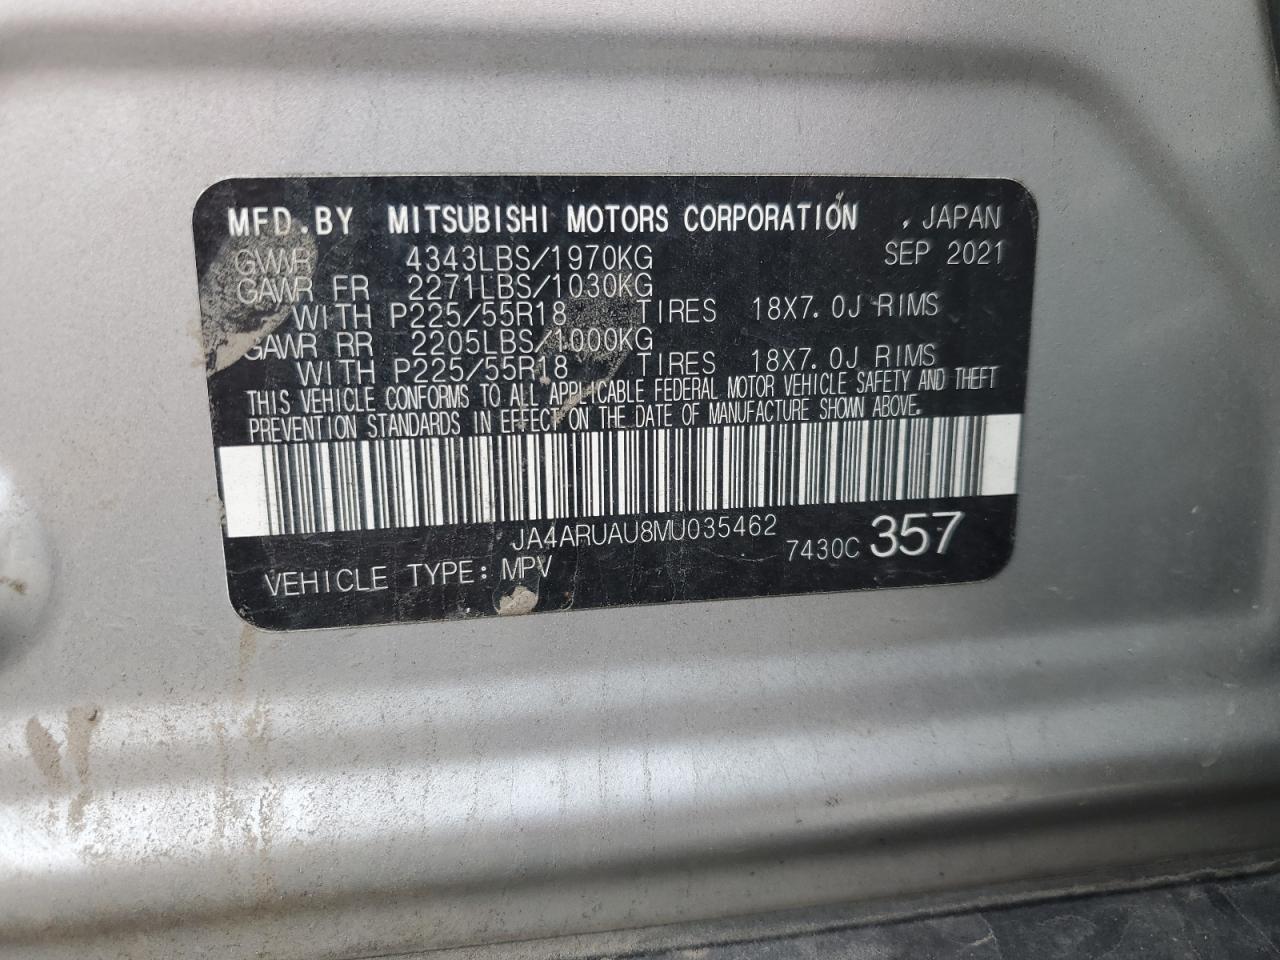 MFD.BY MITSUBISHI MOTORS CORPORATION , JAPAN
GVWR 4343LBS/1970KG SEP 2021
GAWR FR 2271LBS/1030KG
WITH P225/55R18 TIRES 18X7.0J RIMS
GAWR RR 2205LBS/1000KG
WITH P225/55R18 TIRES 18X7.0J RIMS
THIS VEHICLE CONFORMS TO ALL APPLICABLE FEDERAL MOTOR VEHICLE SAFETY AND THEFT
PREVENTION STANDARDS IN EFFECT ON THE DATE OF MANUFACTURE SHOWN ABOVE.
JA4ARUAU8MU035462
7430C 357
VEHICLE TYPE: MPV